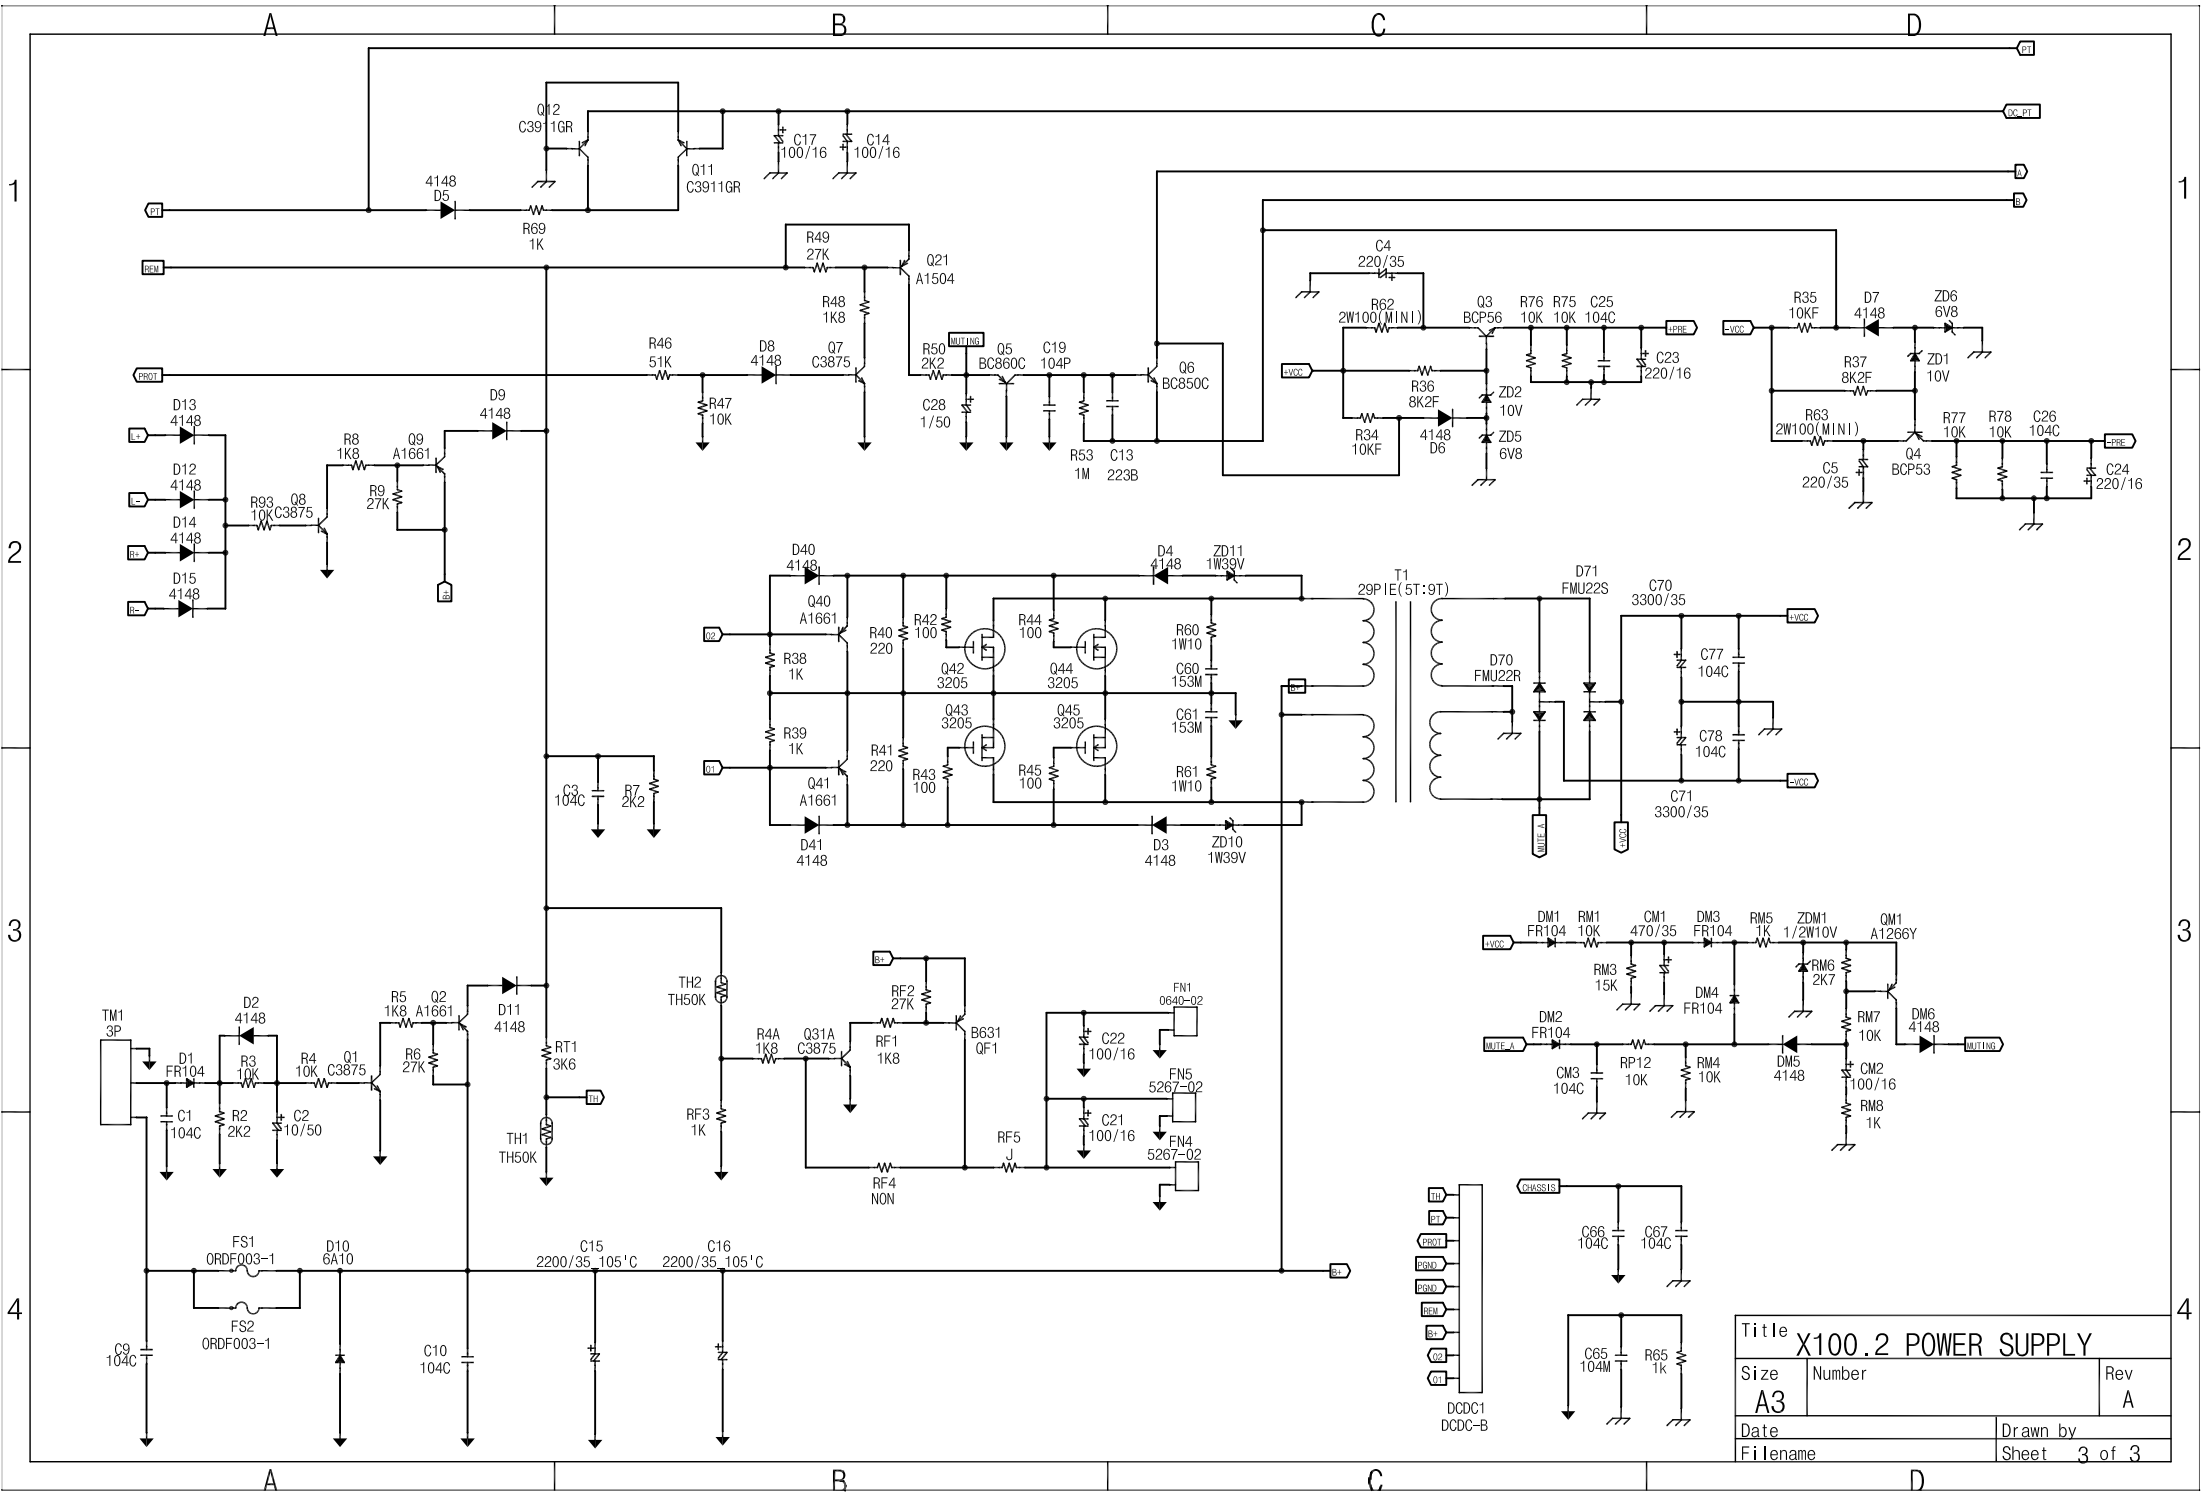 A B C D
PT
DC_PT
Q12
C3911GR
C17
100/16
C14
100/16
Q11
C3911GR
1
1
4148
D5
A
PT
B
R69
1K
R49
27K
Q21
A1504
C4
220/35
REM
R48
1K8
R62
2W100(MINI)
Q3
BCP56
R76
10K
R75
10K
C25
104C
+PRE
R35
10KF
D7
4148
ZD6
6V8
-VCC
R46
51K
D8
4148
Q7
C3875
MUTING
R50
2K2
Q5
BC860C
C19
104P
Q6
BC850C
C23
220/16
R37
8K2F
ZD1
10V
PROT
+VCC
R36
8K2F
ZD2
10V
D9
4148
R47
10K
C28
1/50
D13
4148
L+
R8
1K8
Q9
A1661
R53
1M
C13
223B
R34
10KF
4148
D6
ZD5
6V8
R63
2W100(MINI)
Q4
BCP53
R77
10K
R78
10K
C26
104C
-PRE
C5
220/35
C24
220/16
D12
4148
L-
R9
27K
R93
10K
Q8
C3875
D14
4148
R+
D15
4148
R-
B+
2
2
D40
4148
D4
4148
ZD11
1W39V
T1
29PIE(5T:9T)
D71
FMU22S
C70
3300/35
+VCC
Q40
A1661
O2
R40
220
R42
100
R44
100
R60
1W10
R38
1K
Q42
3205
Q44
3205
C60
153M
B+
D70
FMU22R
C77
104C
R39
1K
Q43
3205
Q45
3205
C61
153M
C78
104C
O1
R41
220
R43
100
R45
100
R61
1W10
Q41
A1661
-VCC
C71
3300/35
C3
104C
R7
2K2
D41
4148
D3
4148
ZD10
1W39V
MUTE_A
+VCC
3
3
DM1
FR104
RM1
10K
CM1
470/35
DM3
FR104
RM5
1K
ZDM1
1/2W10V
QM1
A1266Y
+VCC
RM3
15K
RM6
2K7
DM4
FR104
B+
TH2
TH50K
RF2
27K
FN1
0640-02
TM1
3P
D2
4148
R5
1K8
Q2
A1661
D11
4148
R4A
1K8
Q31A
C3875
RF1
1K8
B631
QF1
C22
100/16
DM2
FR104
MUTE_A
RM7
10K
DM6
4148
MUTING
D1
FR104
R3
10K
R4
10K
Q1
C3875
R6
27K
RT1
3K6
FN5
5267-02
CM3
104C
RP12
10K
RM4
10K
DM5
4148
CM2
100/16
TH
C1
104C
R2
2K2
C2
10/50
RF3
1K
C21
100/16
RM8
1K
TH1
TH50K
RF5
J
FN4
5267-02
RF4
NON
TH
PT
PROT
PGND
PGND
REM
B+
O2
O1
DCDC1
DCDC-B
CHASSIS
C66
104C
C67
104C
FS1
0RDF003-1
D10
6A10
C15
2200/35 105'C
C16
2200/35 105'C
B+
4
4
FS2
0RDF003-1
C9
104C
C10
104C
C65
104M
R65
1k
Title X100.2 POWER SUPPLY
Size Number Rev
A3 A
Date Drawn by
Filename Sheet 3 of 3
A B C D